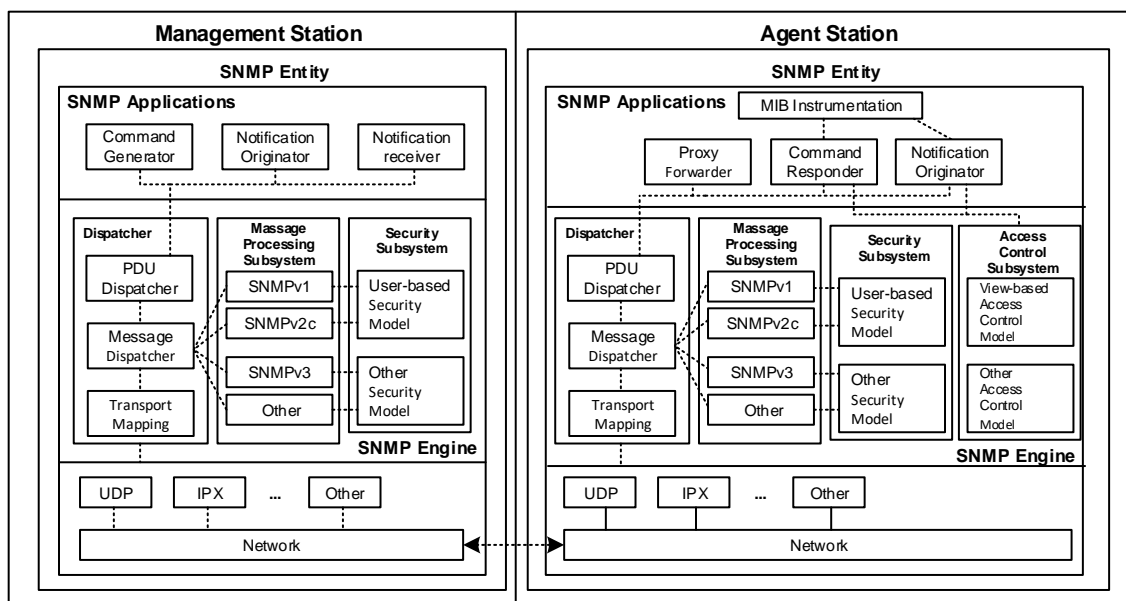 Management Station
SNMP Entity
SNMP Applications
Command
Generator
Notification
Originator
Notification
receiver
Dispatcher
PDU
Dispatcher
Message
Dispatcher
Transport
Mapping
Massage
Processing
Subsystem
SNMPv1
SNMPv2c
SNMPv3
Other
Security
Subsystem
User-based
Security
Model
Other
Security
Model
SNMP Engine
UDP
IPX
...
Other
Network
Agent Station
SNMP Entity
SNMP Applications
MIB Instrumentation
Proxy
Forwarder
Command
Responder
Notification
Originator
Dispatcher
PDU
Dispatcher
Message
Dispatcher
Transport
Mapping
Massage
Processing
Subsystem
SNMPv1
SNMPv2c
SNMPv3
Other
Security
Subsystem
User-based
Security
Model
Other
Security
Model
Access
Control
Subsystem
View-based
Access
Control
Model
Other
Access
Control
Model
SNMP Engine
UDP
IPX
...
Other
Network